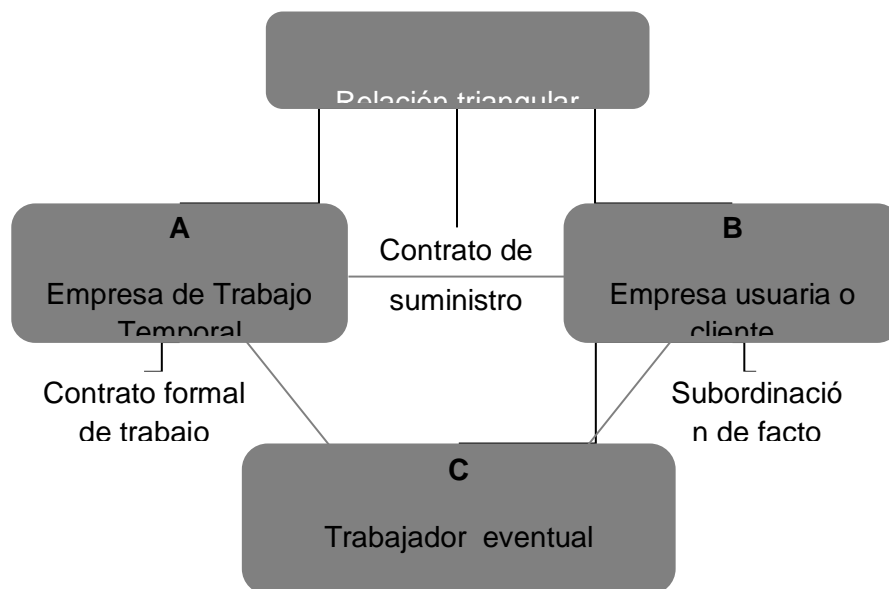 Relación triangular
A
Empresa de Trabajo
Temporal
Contrato de
suministro
B
Empresa usuaria o
cliente
Contrato formal
de trabajo
Subordinació
n de facto
C
Trabajador eventual